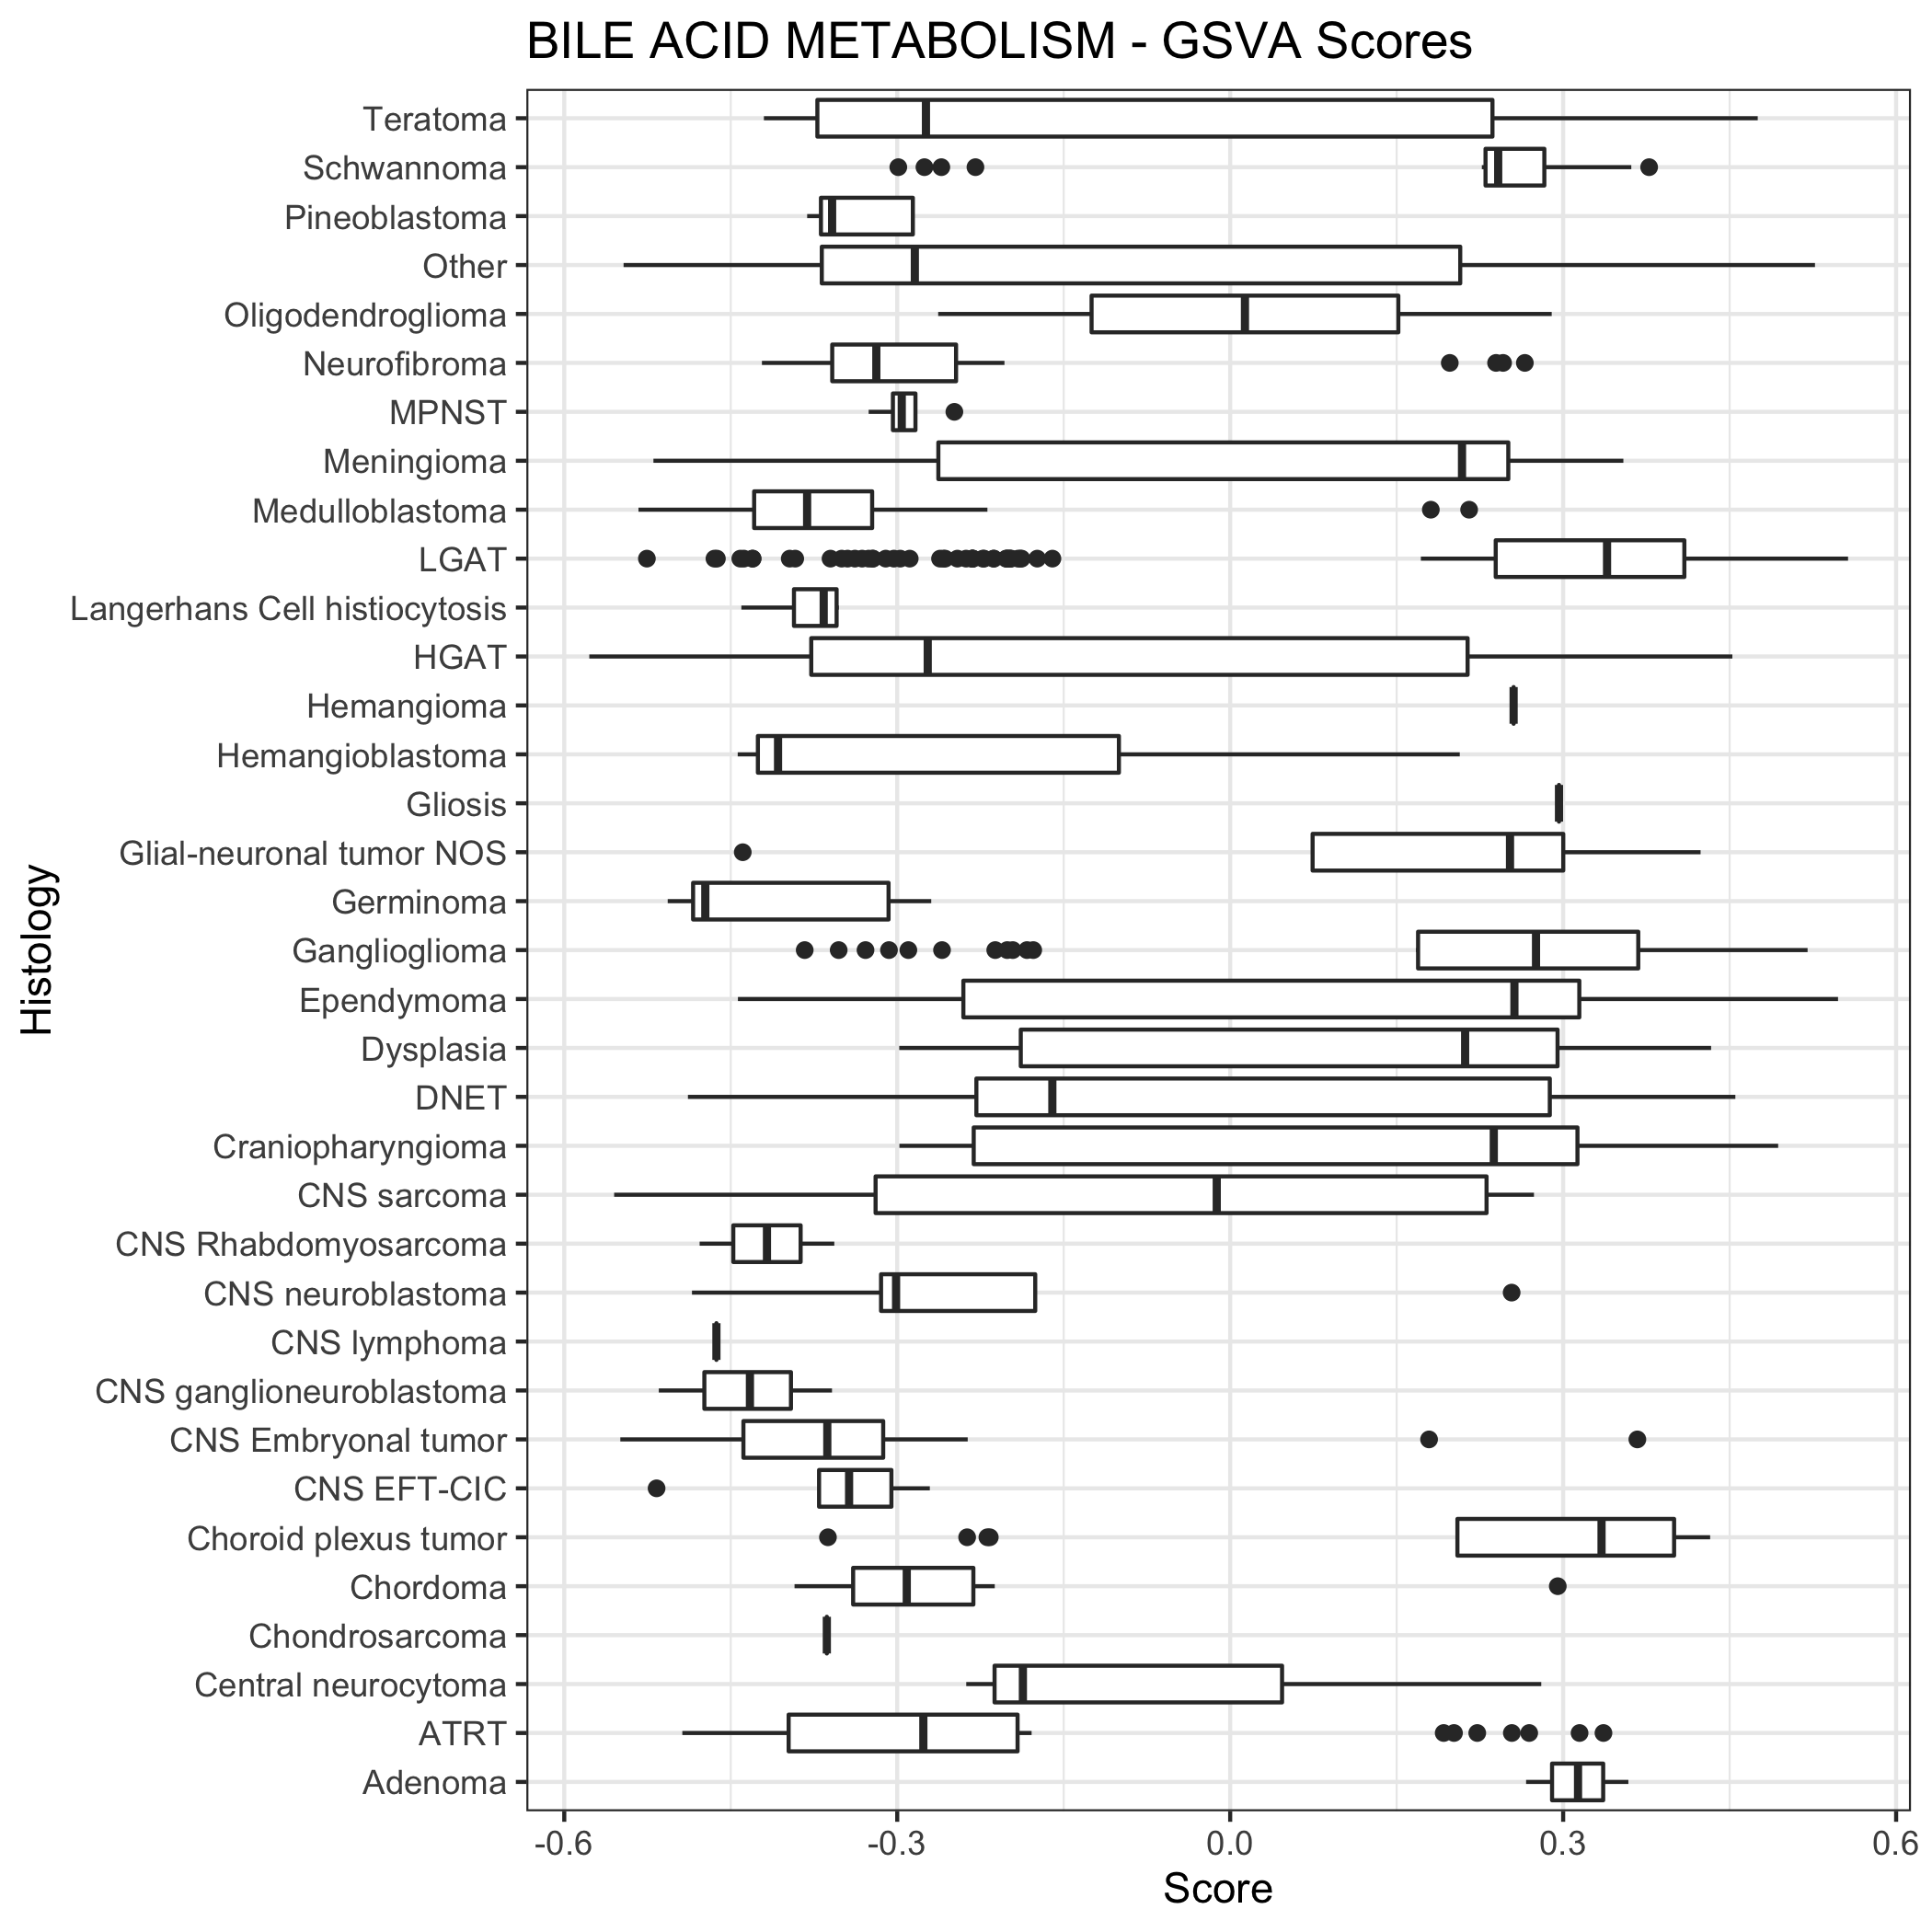 BILE ACID METABOLISM - GSVA Scores
Teratoma
Schwannoma
Pineoblastoma
Other
Oligodendroglioma
Neurofibroma
MPNST
Meningioma
Medulloblastoma
LGAT
Langerhans Cell histiocytosis
HGAT
Hemangioma
Hemangioblastoma
Gliosis
Glial-neuronal tumor NOS
Germinoma
Ganglioglioma
Ependymoma
Dysplasia
DNET
Craniopharyngioma
CNS sarcoma
CNS Rhabdomyosarcoma
CNS neuroblastoma
CNS lymphoma
CNS ganglioneuroblastoma
CNS Embryonal tumor
CNS EFT-CIC
Choroid plexus tumor
Chordoma
Chondrosarcoma
Central neurocytoma
ATRT
Adenoma
Histology
-0.6 -0.3 0.0 0.3 0.6
Score